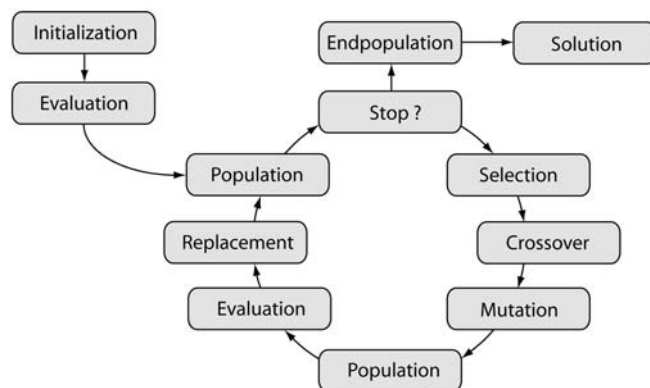 Initialization
Evaluation
Endpopulation
Solution
Stop ?
Population
Selection
Replacement
Crossover
Evaluation
Mutation
Population